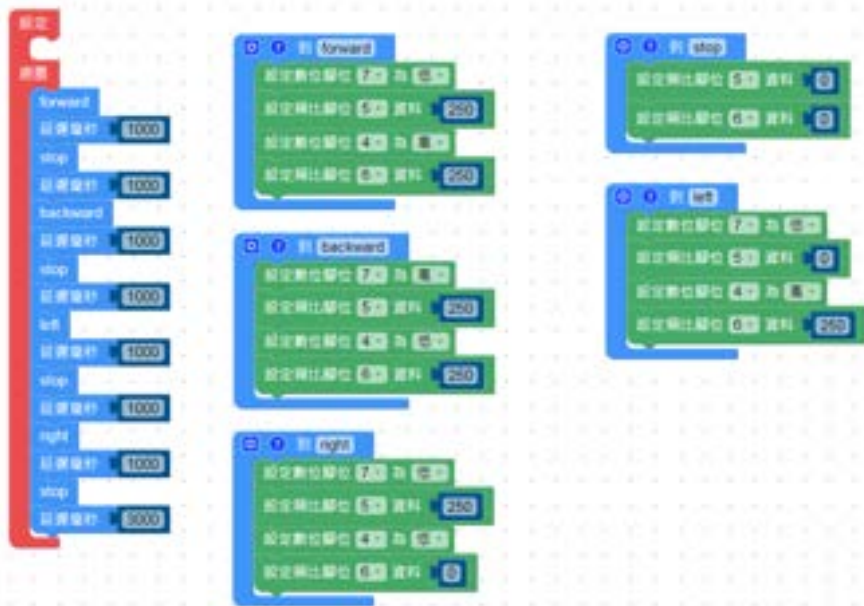 設定
迴圈
forward
延遲毫秒 1000
stop
延遲毫秒 1000
backward
延遲毫秒 1000
stop
延遲毫秒 1000
left
延遲毫秒 1000
stop
延遲毫秒 1000
right
延遲毫秒 1000
stop
延遲毫秒 3000
到 forward
設定數位腳位 7 為 低
設定類比腳位 5 資料 250
設定數位腳位 4 為 高
設定類比腳位 6 資料 250
到 backward
設定數位腳位 7 為 高
設定類比腳位 5 資料 250
設定數位腳位 4 為 低
設定類比腳位 6 資料 250
到 right
設定數位腳位 7 為 低
設定類比腳位 5 資料 250
設定數位腳位 4 為 低
設定類比腳位 6 資料 0
到 stop
設定類比腳位 5 資料 0
設定類比腳位 6 資料 0
到 left
設定數位腳位 7 為 低
設定類比腳位 5 資料 0
設定數位腳位 4 為 高
設定類比腳位 6 資料 250